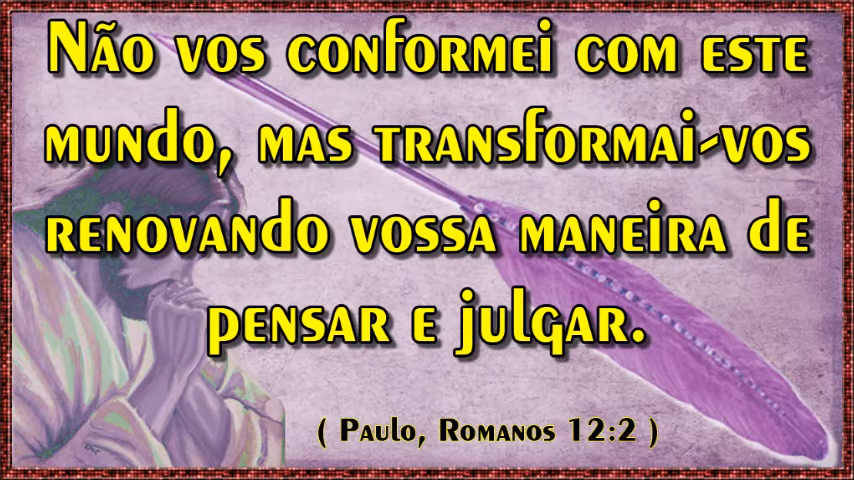 Não vos conformei com este
mundo, mas transformai-vos
renovando vossa maneira de
pensar e julgar.
( Paulo, Romanos 12:2 )